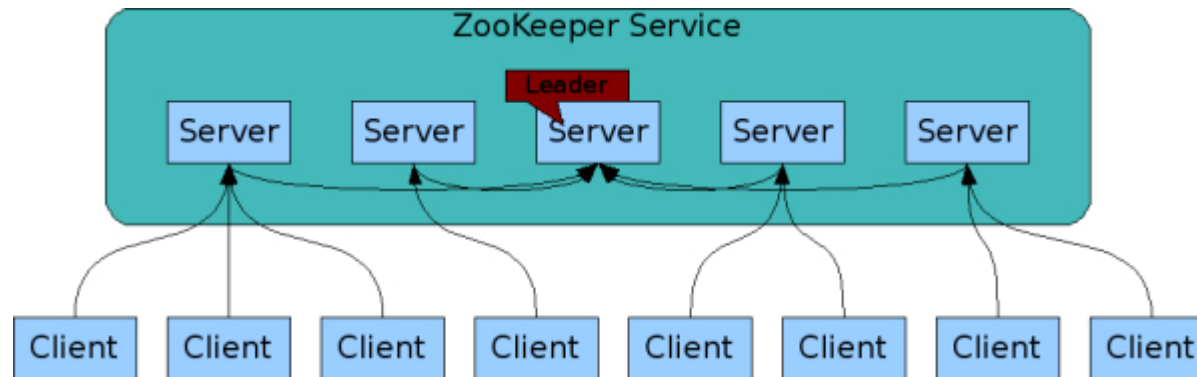 ZooKeeper Service
Leader
Server
Server
Server
Server
Server
Client
Client
Client
Client
Client
Client
Client
Client